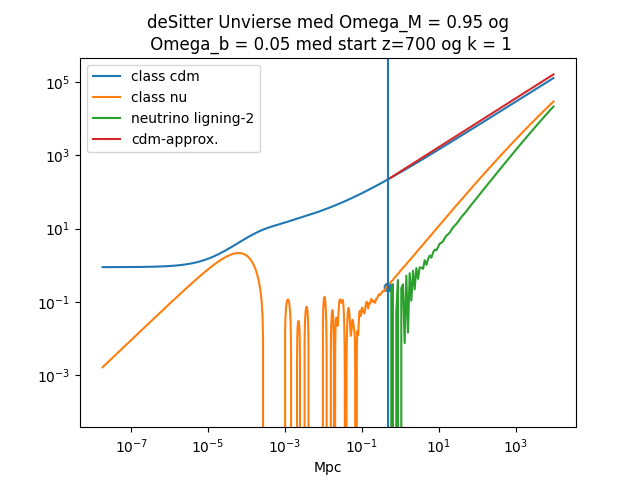 deSitter Unvierse med Omega_M = 0.95 og
Omega_b = 0.05 med start z=700 og k = 1
class cdm
class nu
neutrino ligning-2
cdm-approx.
10^5
10^3
10^1
10^-1
10^-3
10^-7
10^-5
10^-3
10^-1
10^1
10^3
Mpc